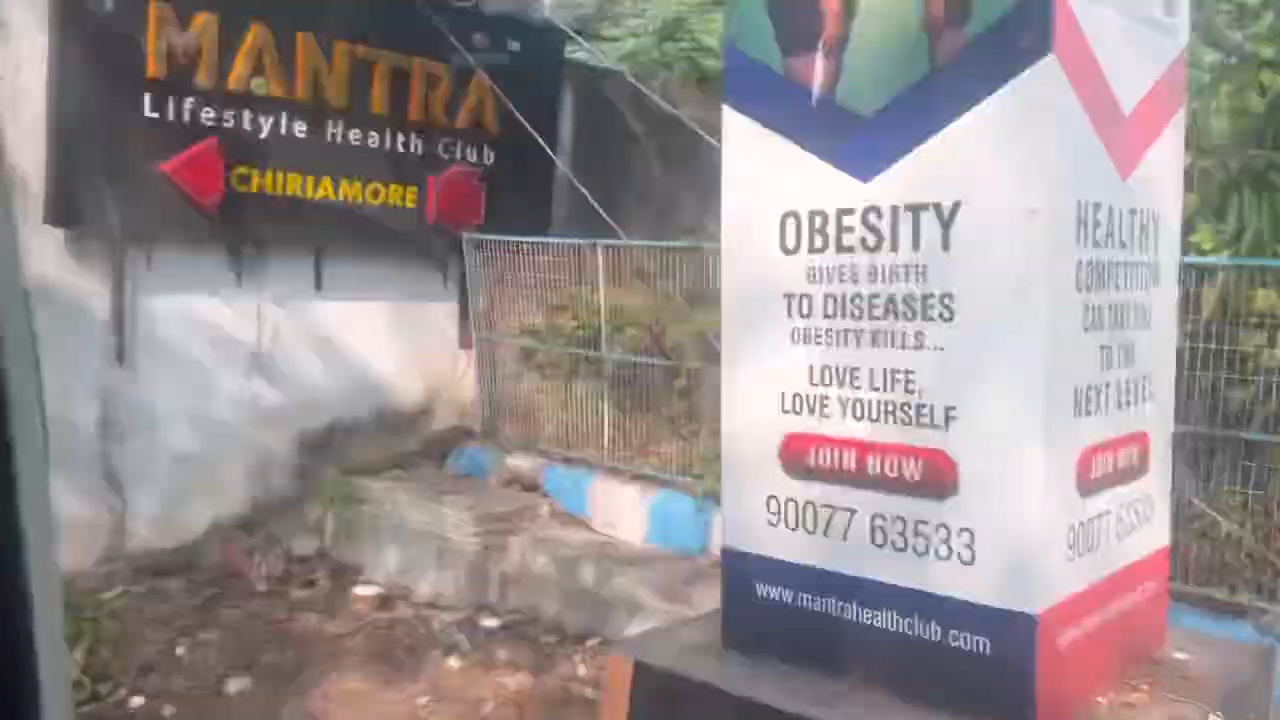 MANTRA
Lifestyle Health Club
CHIRIAMORE
OBESITY
GIVES BIRTH
TO DISEASES
OBESITY KILLS...
LOVE LIFE,
LOVE YOURSELF
JOIN NOW
90077 63533
www.mantrahealthclub.com
HEALTHY
COMPETITION
CAN TAKE YOU
TO THE
NEXT LEVEL
JOIN NOW
90077